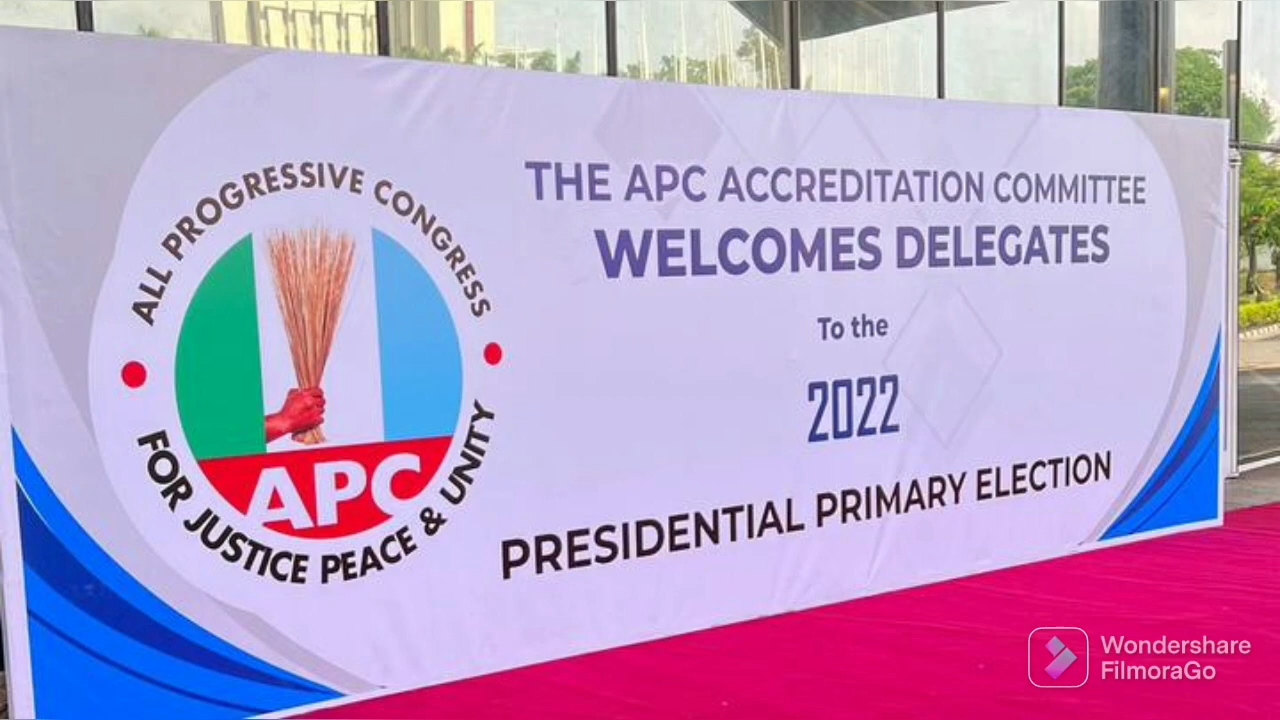 ALL PROGRESSIVE CONGRESS
APC
FOR JUSTICE PEACE & UNITY
THE APC ACCREDITATION COMMITTEE
WELCOMES DELEGATES
To the
2022
PRESIDENTIAL PRIMARY ELECTION
Wondershare
FilmoraGo